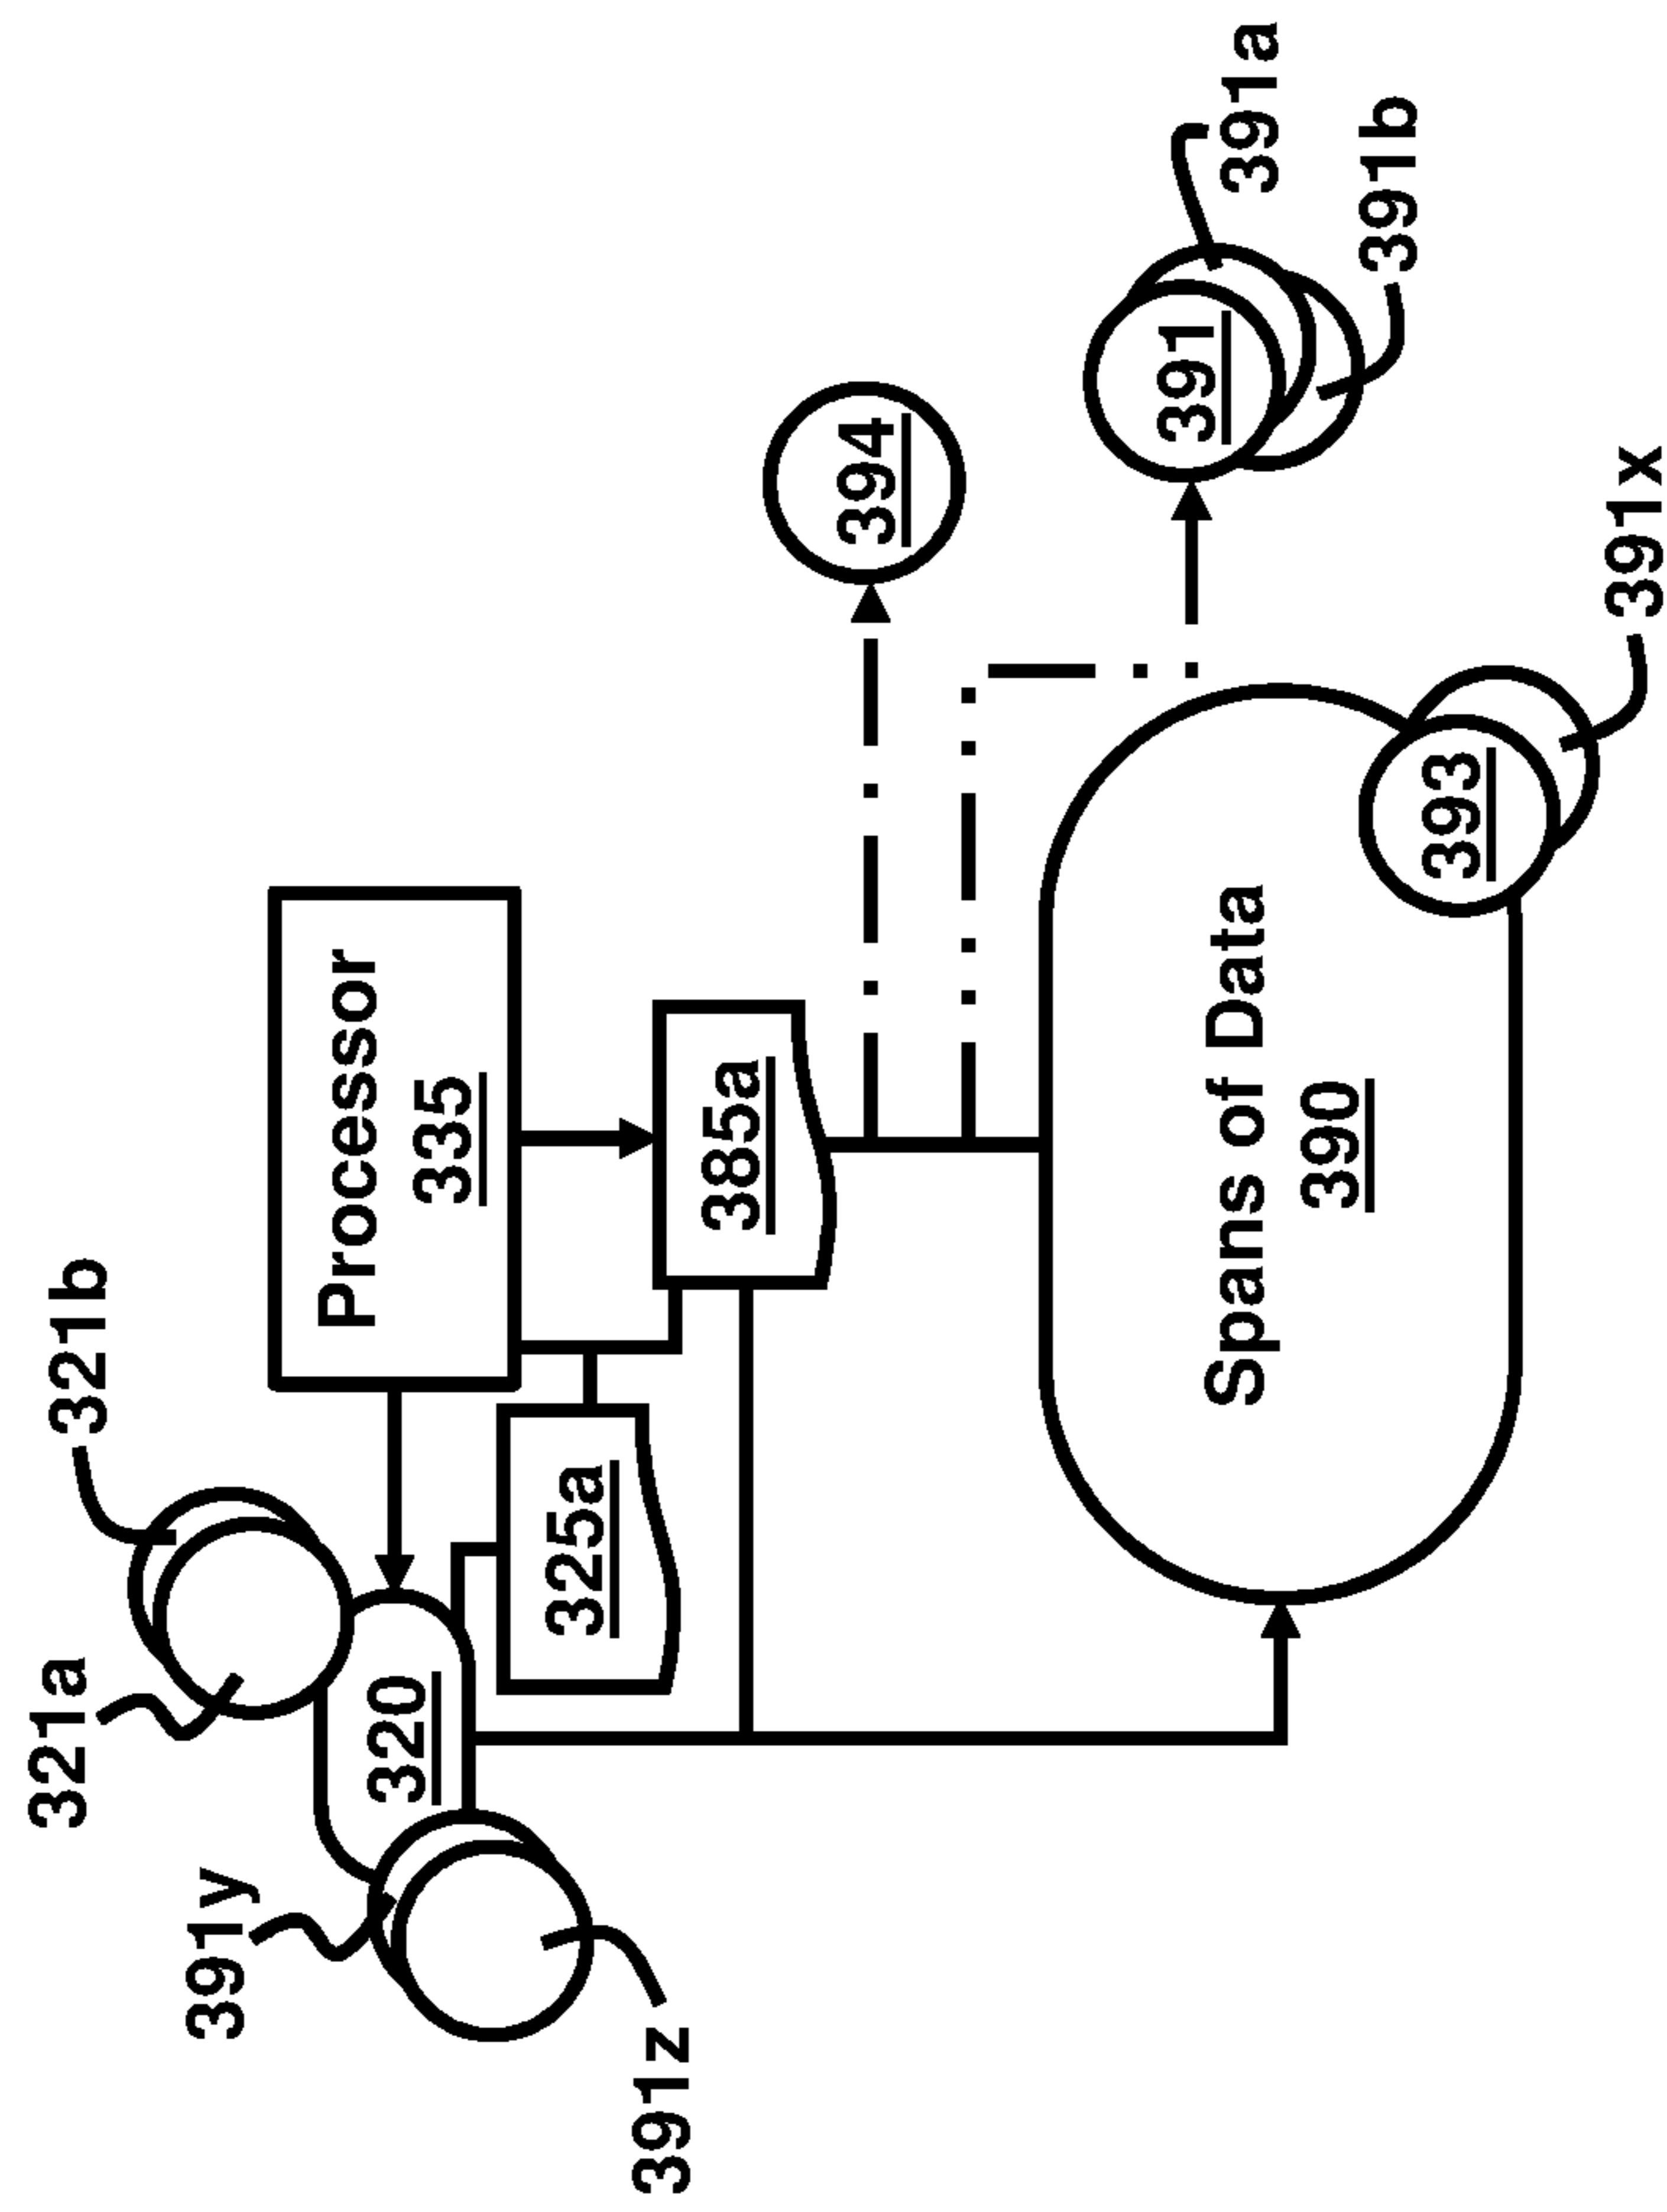 321a
321b
391y
391z
320
325a
Processor
335
385a
394
391
391a
391b
Spans of Data
390
393
391x